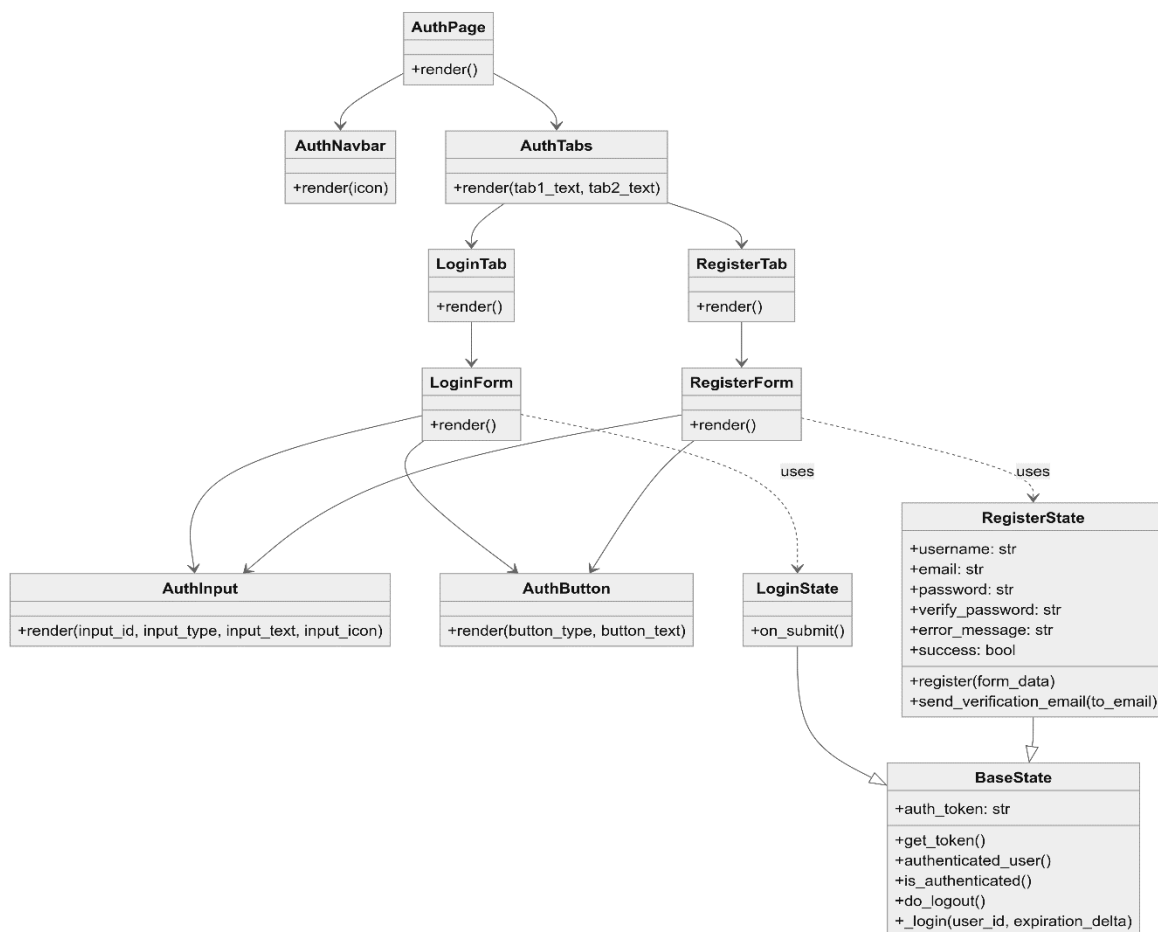 AuthPage
+render()
AuthNavbar
+render(icon)
AuthTabs
+render(tab1_text, tab2_text)
LoginTab
+render()
RegisterTab
+render()
LoginForm
+render()
RegisterForm
+render()
uses
uses
AuthInput
+render(input_id, input_type, input_text, input_icon)
AuthButton
+render(button_type, button_text)
LoginState
+on_submit()
RegisterState
+username: str
+email: str
+password: str
+verify_password: str
+error_message: str
+success: bool
+register(form_data)
+send_verification_email(to_email)
BaseState
+auth_token: str
+get_token()
+authenticated_user()
+is_authenticated()
+do_logout()
+_login(user_id, expiration_delta)